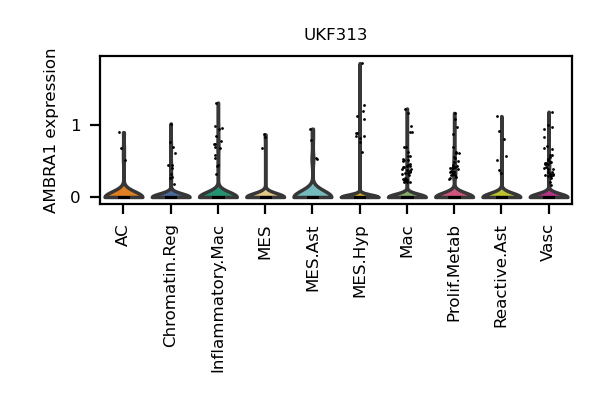 UKF313
AMBRA1 expression
1
0
AC
Chromatin.Reg
Inflammatory.Mac
MES
MES.Ast
MES.Hyp
Mac
Prolif.Metab
Reactive.Ast
Vasc